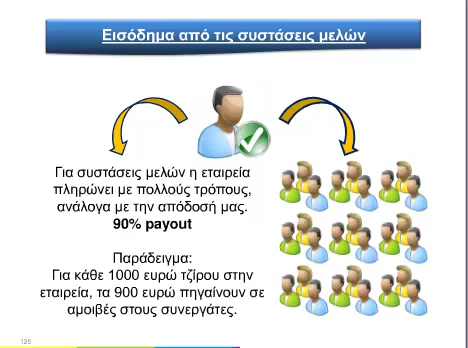 Εισόδημα από τις συστάσεις μελών
Για συστάσεις μελών η εταιρεία
πληρώνει με πολλούς τρόπους,
ανάλογα με την απόδοσή μας.
90% payout
Παράδειγμα:
Για κάθε 1000 ευρώ τζίρου στην
εταιρεία, τα 900 ευρώ πηγαίνουν σε
αμοιβές στους συνεργάτες.
125